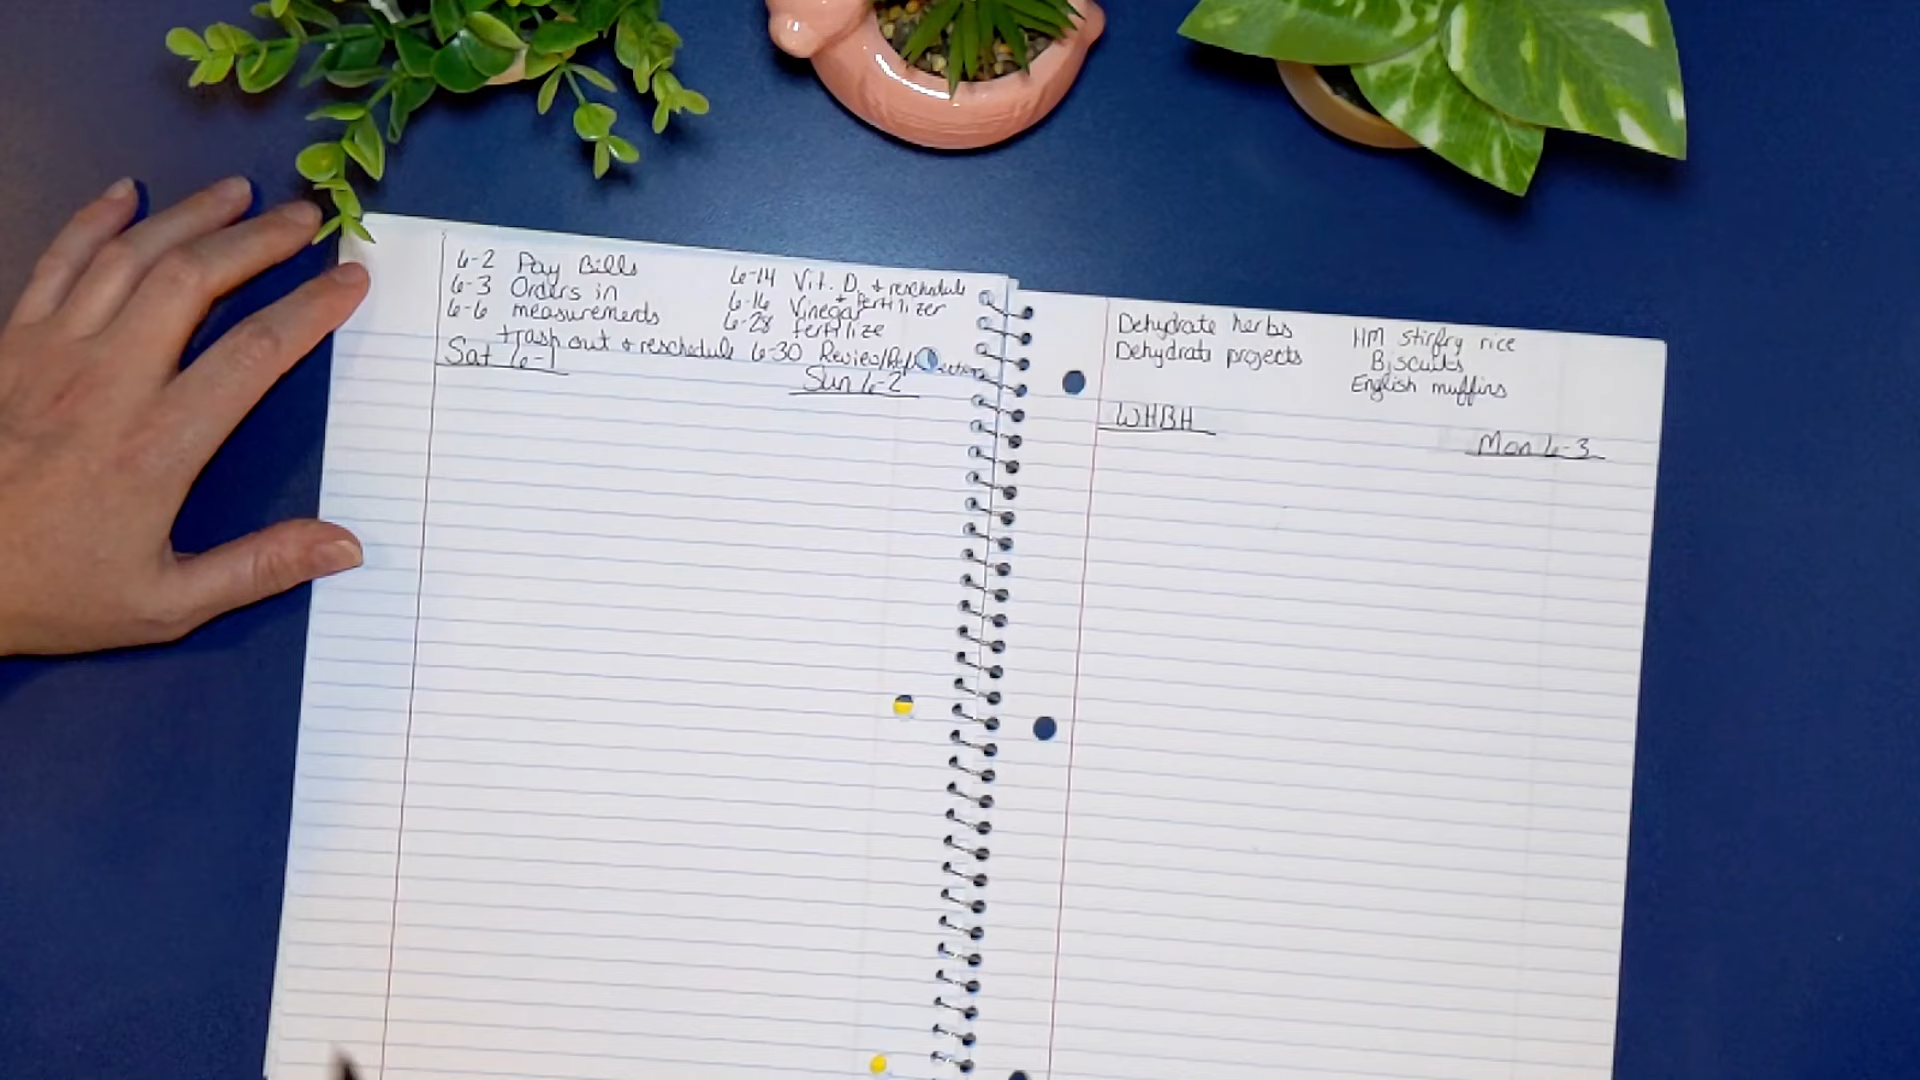 6-2 Pay Bills
6-3 Orders in
6-6 measurements
+ trash out + reschedule
6-14 Vit. D + reschedule
6-16 Vinegar + fertilizer
6-28 fertilize
6-30 Review/
Sat 6-1
Sun 6-2
Dehydrate herbs
Dehydrate projects
HM stirfry rice
Biscuits
English muffins
WHBH
Mon 6-3